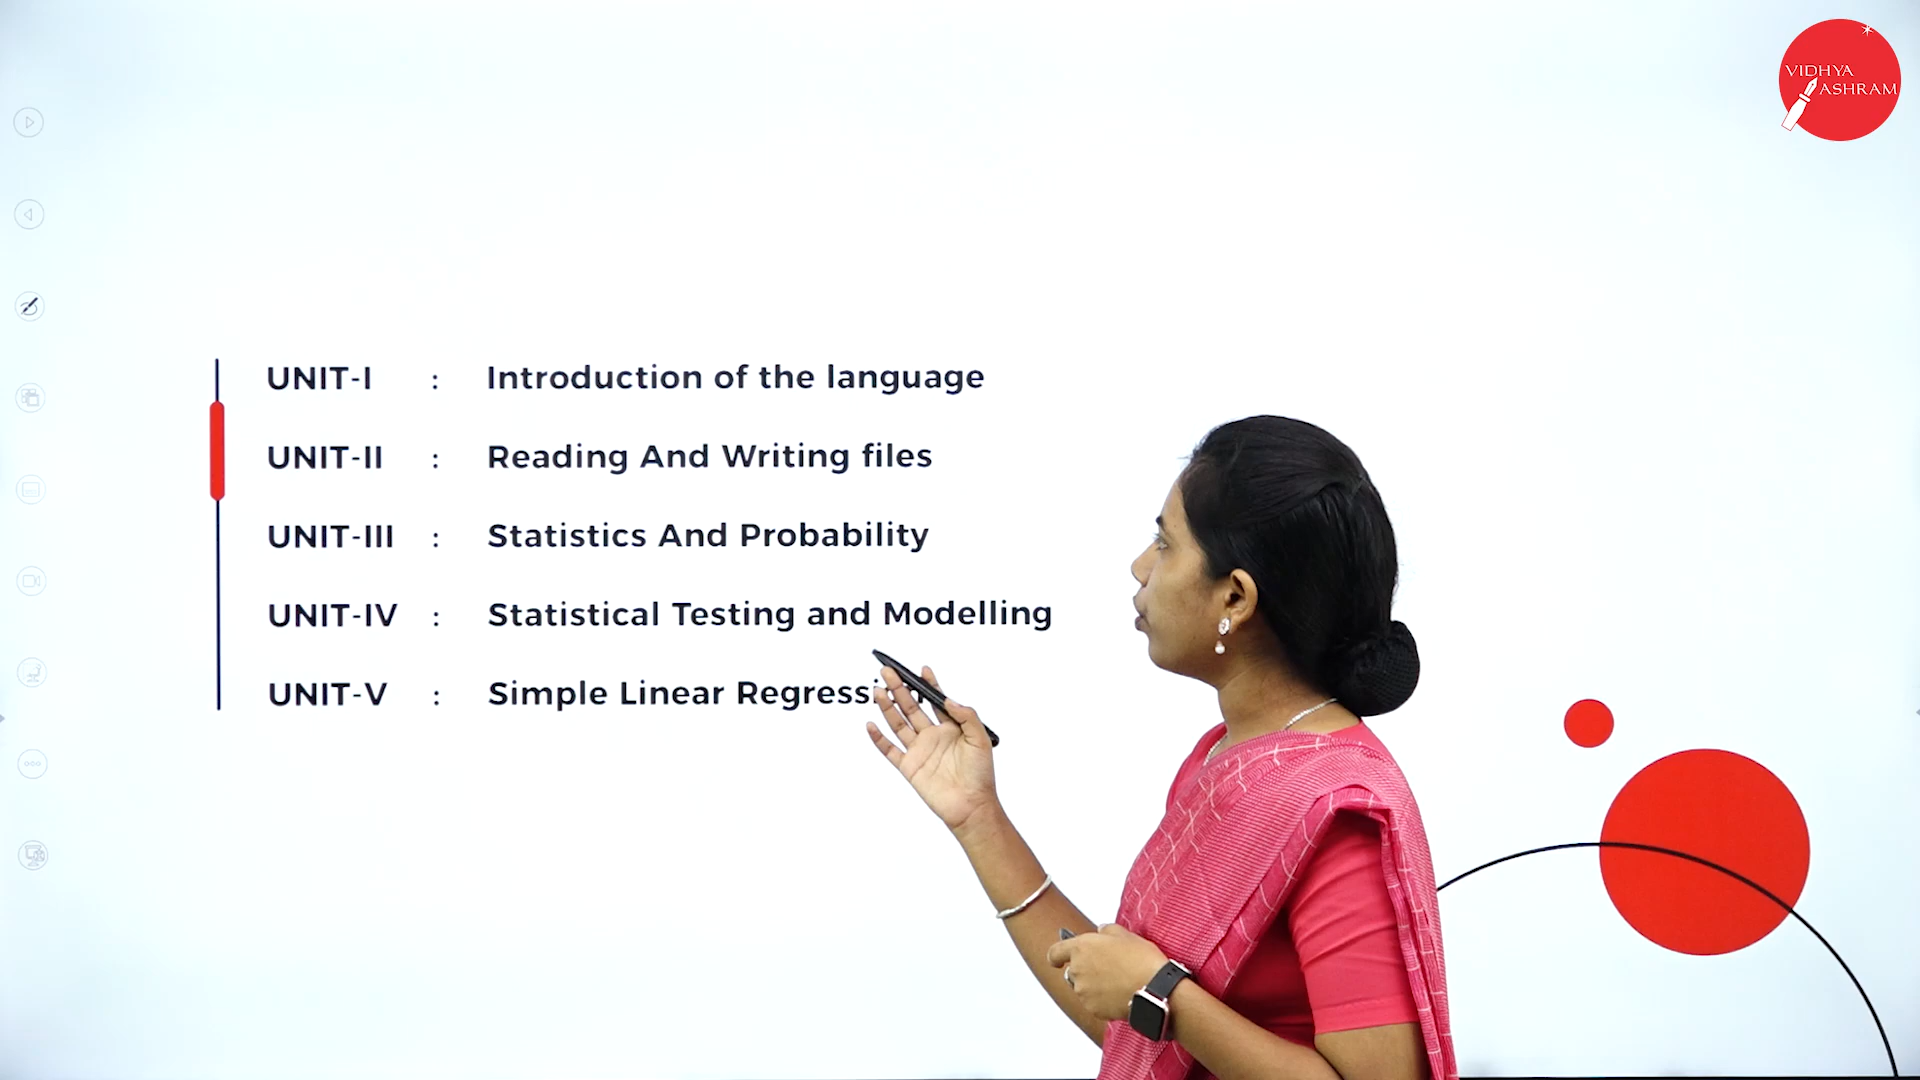 VIDHYA
ASHRAM
UNIT-I : Introduction of the language
UNIT-II : Reading And Writing files
UNIT-III : Statistics And Probability
UNIT-IV : Statistical Testing and Modelling
UNIT-V : Simple Linear